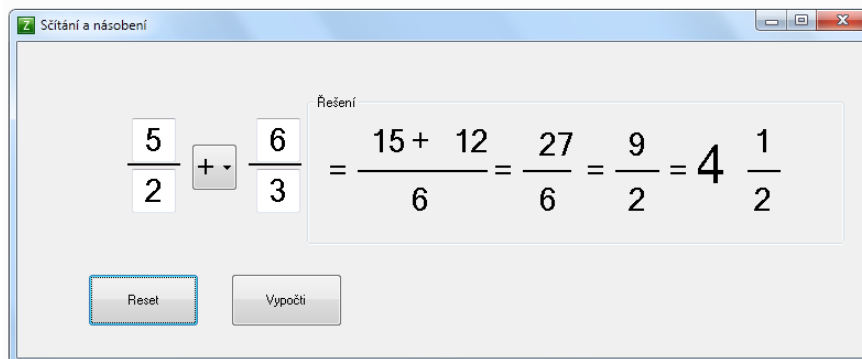 Z Sčítání a násobení
Řešení
5 6 15 + 12 27 9 1
+ = = = = 4
2 3 6 6 2 2
Reset Vypočti